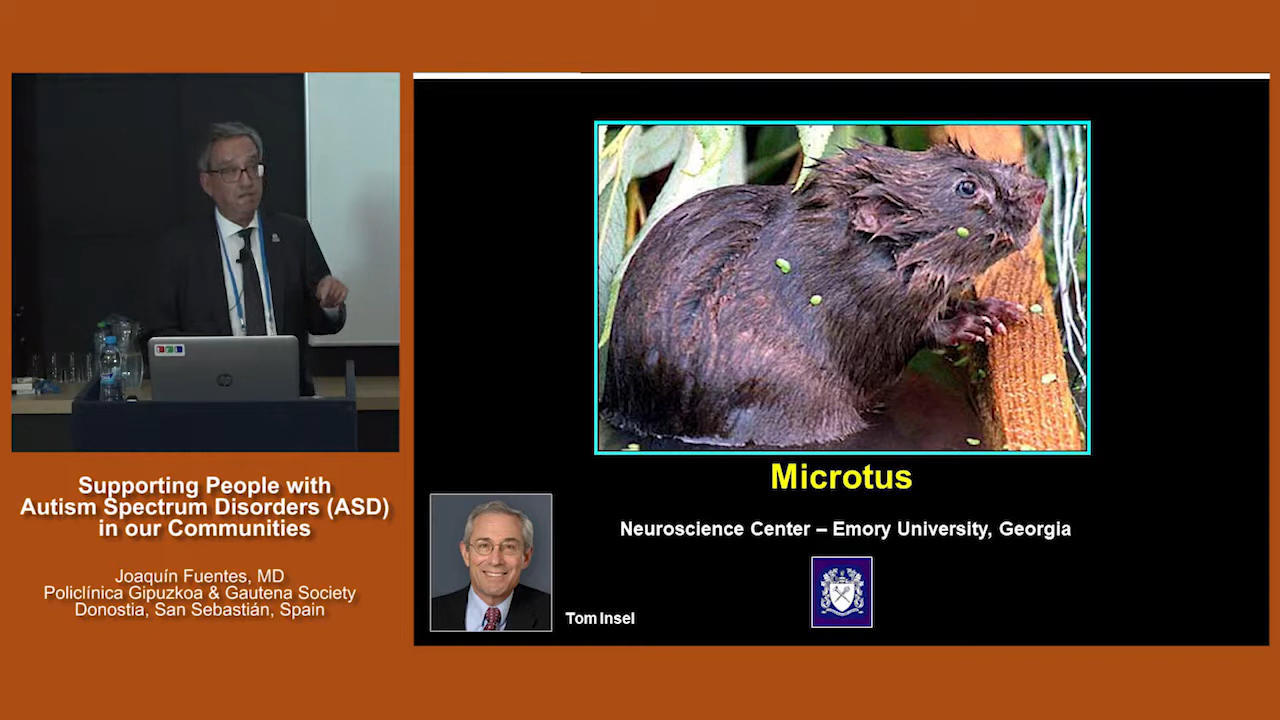 Supporting People with
Autism Spectrum Disorders (ASD)
in our Communities
Joaquín Fuentes, MD
Policlínica Gipuzkoa & Gautena Society
Donostia, San Sebastián, Spain
Microtus
Neuroscience Center – Emory University, Georgia
Tom Insel
hp